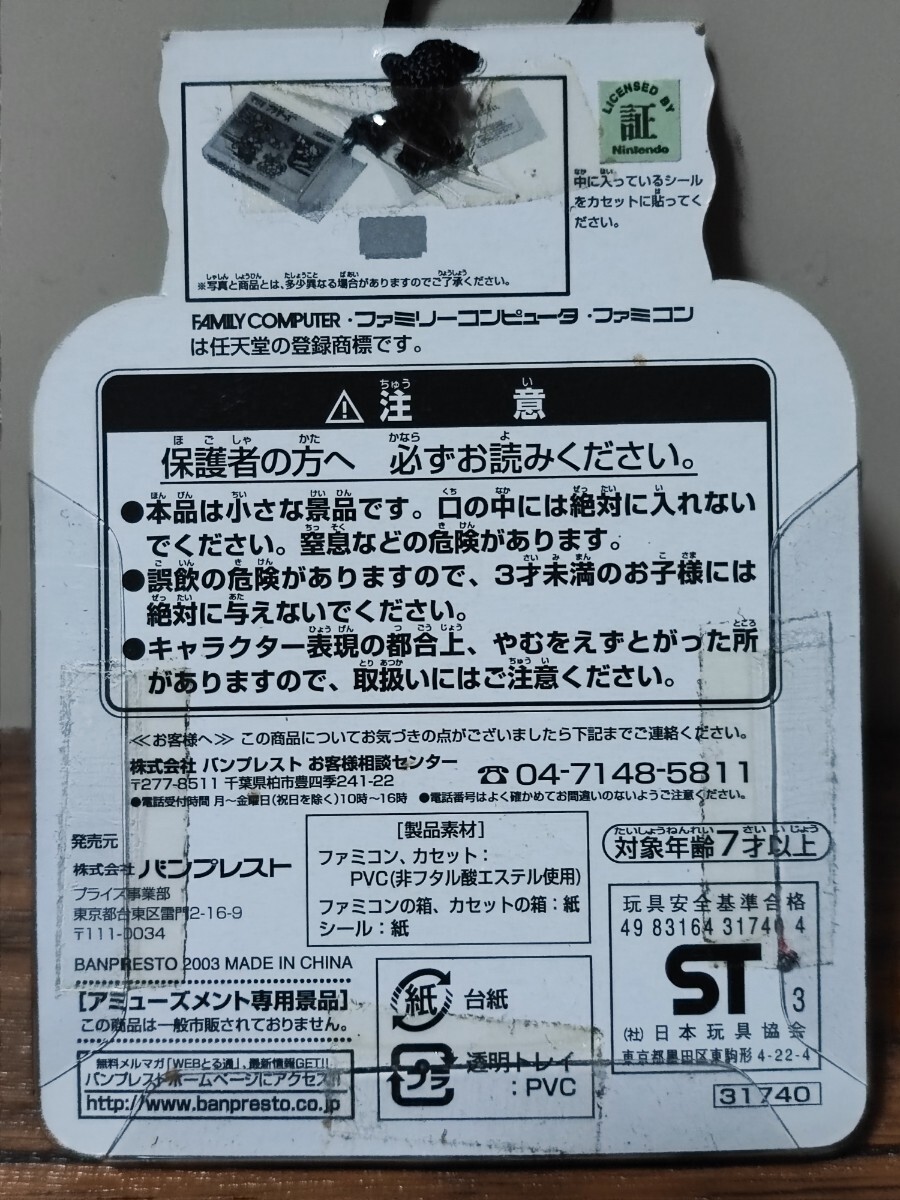 LICENSED BY
証
Nintendo
中に入っているシール
をカセットに貼ってく
ださい。
※写真と商品とは、多少異なる場合がありますのでご了承ください。
FAMILY COMPUTER・ファミリーコンピュータ・ファミコン
は任天堂の登録商標です。
⚠注 意
保護者の方へ 必ずお読みください。
●本品は小さな景品です。口の中には絶対に入れない
でください。窒息などの危険があります。
●誤飲の危険がありますので、3才未満のお子様には
絶対に与えないでください。
●キャラクター表現の都合上、やむをえずとがった所
がありますので、取扱いにはご注意ください。
≪お客様へ≫ この商品についてお気づきの点がございましたら下記までご連絡ください。
株式会社 バンプレスト お客様相談センター
〒277-8511 千葉県柏市豊四季241-22
☎04-7148-5811
●電話受付時間 月～金曜日(祝日を除く)10時～16時 ●電話番号はよく確かめてお間違いのないようご注意ください。
発売元
株式会社 バンプレスト
プライズ事業部
東京都台東区雷門2-16-9
〒111-0034
BANPRESTO 2003 MADE IN CHINA
[アミューズメント専用景品]
この商品は一般市販されておりません。
無料メルマガ「WEBとる通」、最新情報GET!!
バンプレストホームページにアクセス!!
http://www.banpresto.co.jp
[製品素材]
ファミコン、カセット：
PVC(非フタル酸エステル使用)
ファミコンの箱、カセットの箱：紙
シール：紙
紙 台紙
プラ 透明トレイ
：PVC
対象年齢7才以上
玩具安全基準合格
49 83164 31740 4
ST 3
(社)日本玩具協会
東京都墨田区東駒形4-22-4
31740